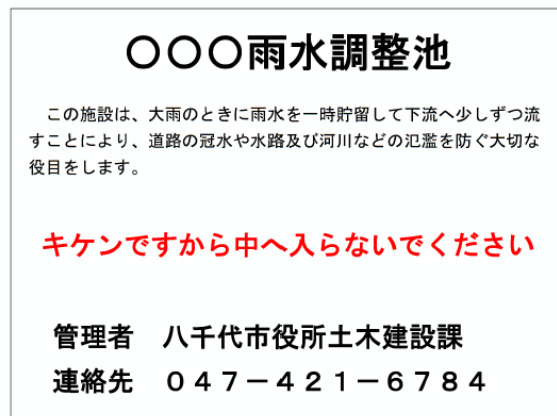 〇〇〇雨水調整池
この施設は、大雨のときに雨水を一時貯留して下流へ少しずつ流
すことにより、道路の冠水や水路及び河川などの氾濫を防ぐ大切な
役目をします。
キケンですから中へ入らないでください
管理者　八千代市役所土木建設課
連絡先　０４７－４２１－６７８４